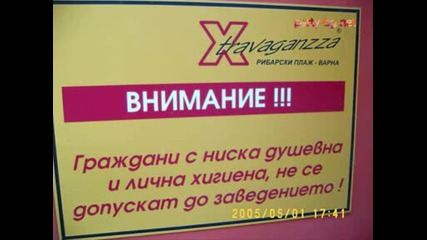 Xtravaganzza®
РИБАРСКИ ПЛАЖ - ВАРНА
ВНИМАНИЕ !!!
Граждани с ниска душевна
и лична хигиена, не се
допускат до заведението !
2005/05/01 17:41